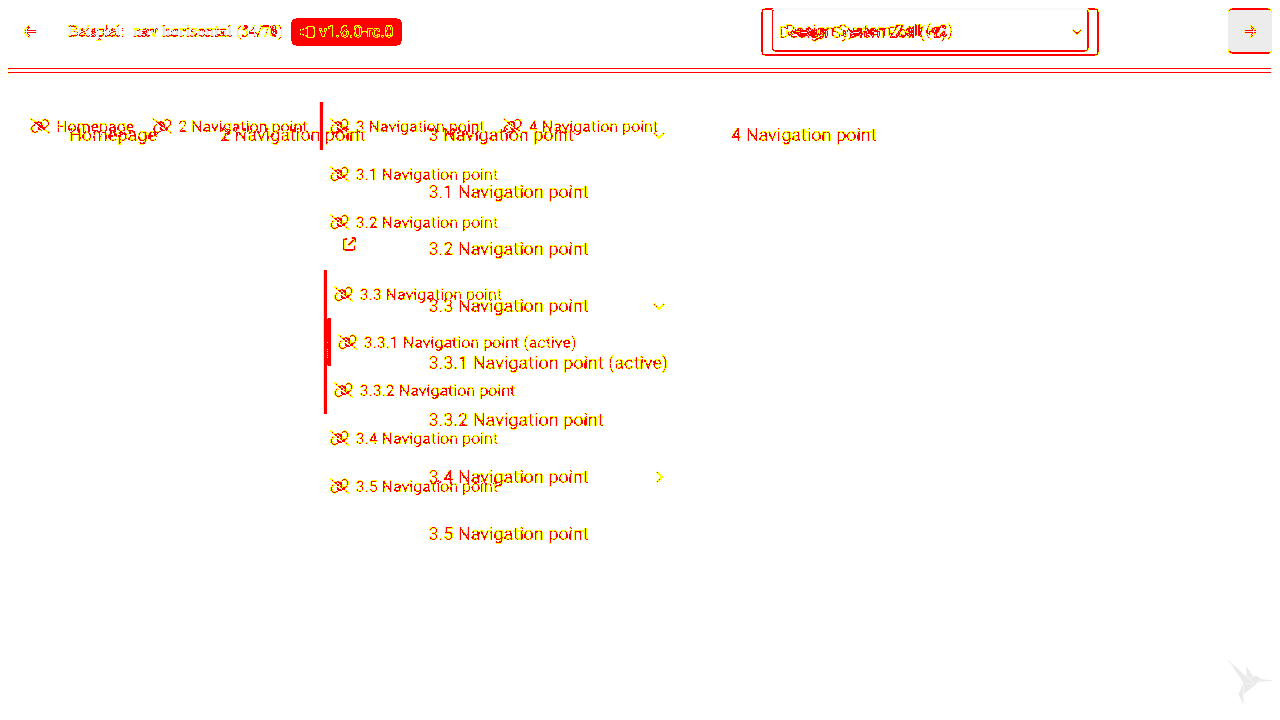 Beispiel: nav horizontal (34/70) v1.6.0-rc.0 Design System Zoll (v2)
Homepage 2 Navigation point 3 Navigation point 4 Navigation point
Homepage 2 Navigation point 3 Navigation point 4 Navigation point
3.1 Navigation point
3.1 Navigation point
3.2 Navigation point
3.2 Navigation point
3.3 Navigation point
3.3 Navigation point
3.3.1 Navigation point (active)
3.3.1 Navigation point (active)
3.3.2 Navigation point
3.3.2 Navigation point
3.4 Navigation point
3.4 Navigation point
3.5 Navigation point
3.5 Navigation point